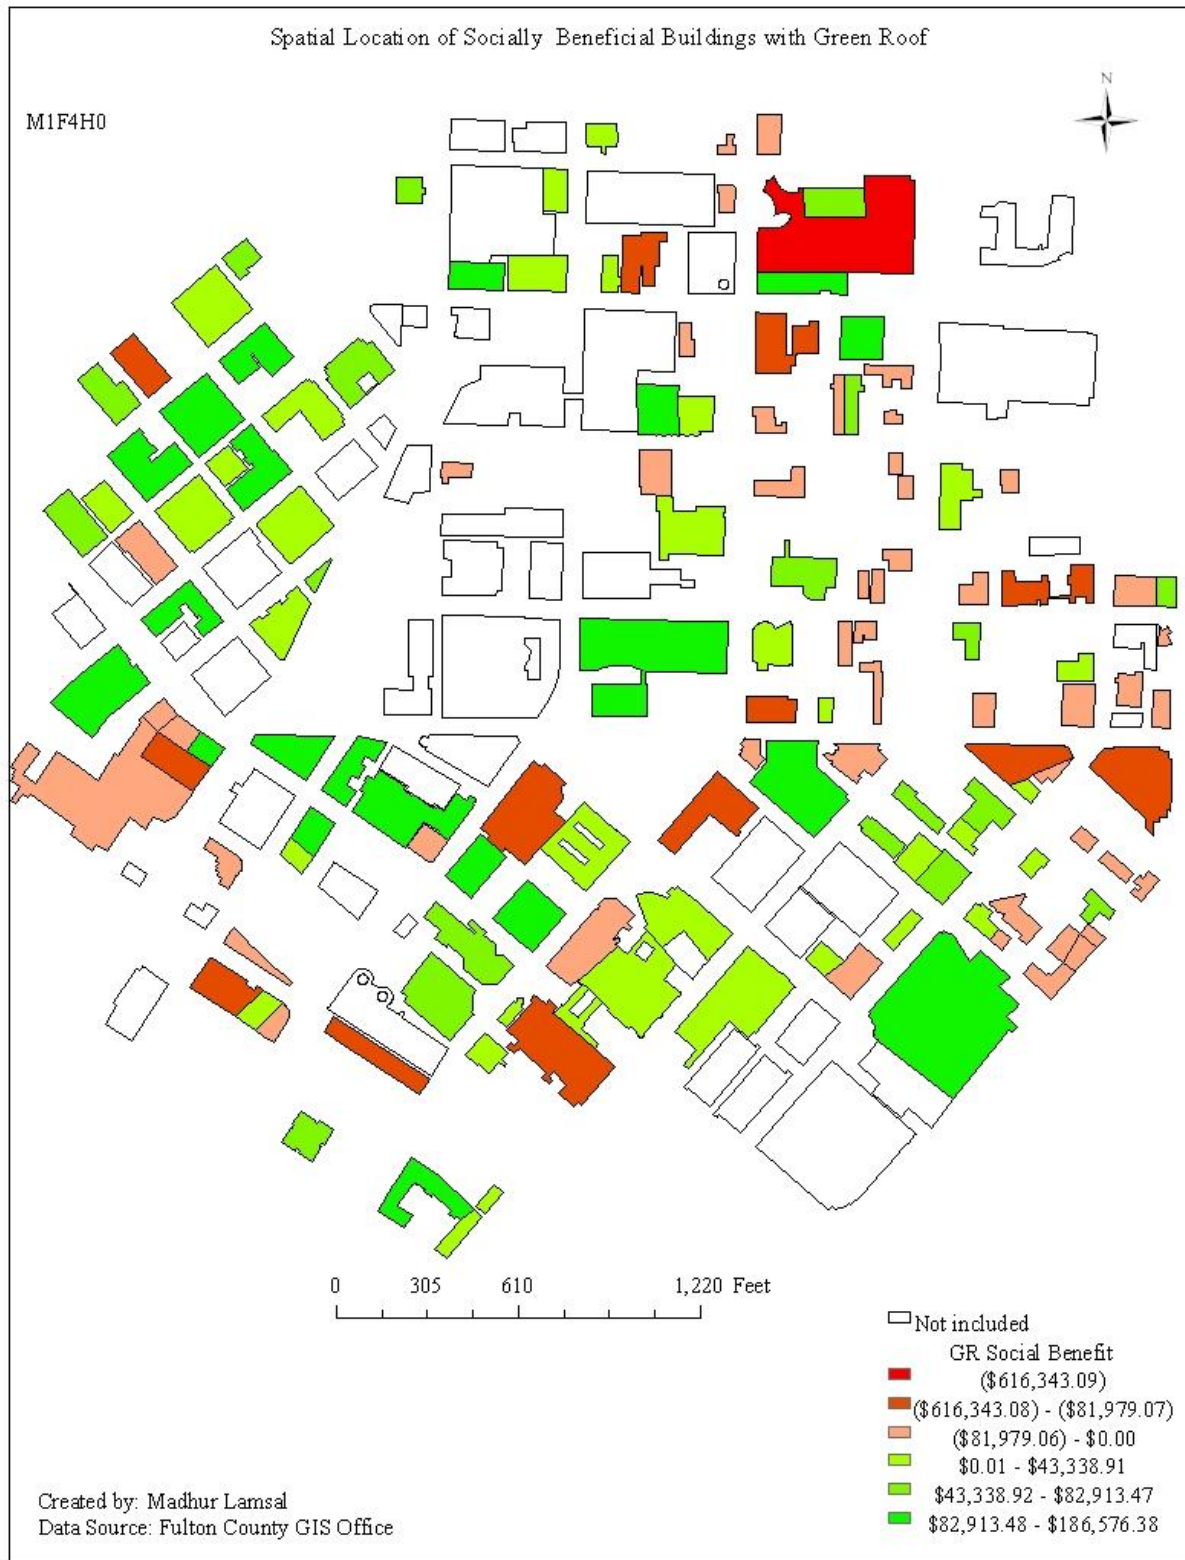 Spatial Location of Socially Beneficial Buildings with Green Roof
N
M1F4H0
0 305 610 1,220 Feet
Not included
GR Social Benefit
($616,343.09)
($616,343.08) - ($81,979.07)
($81,979.06) - $0.00
$0.01 - $43,338.91
$43,338.92 - $82,913.47
$82,913.48 - $186,576.38
Created by: Madhur Lamsal
Data Source: Fulton County GIS Office